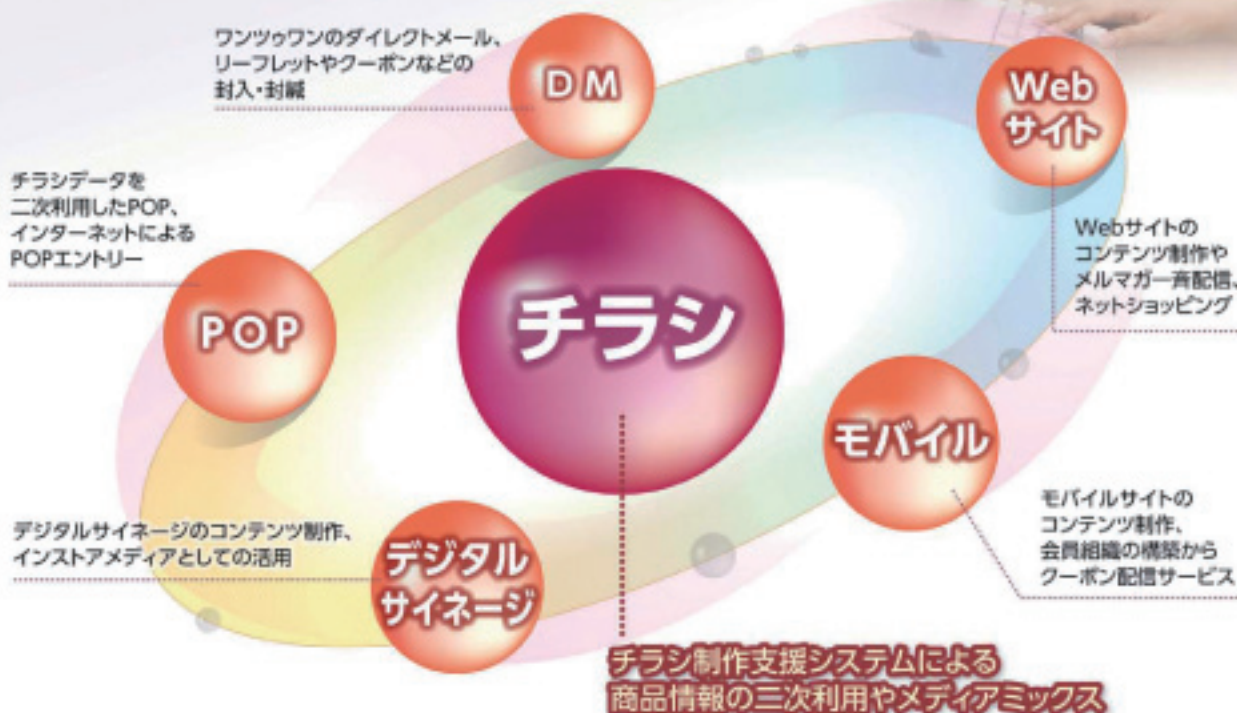 ワンツゥワンのダイレクトメール、
リーフレットやクーポンなどの
封入・封緘
DM
Web
サイト
チラシデータを
二次利用したPOP、
インターネットによる
POPエントリー
POP
チラシ
Webサイトの
コンテンツ制作や
メルマガ一斉配信、
ネットショッピング
モバイル
モバイルサイトの
コンテンツ制作、
会員組織の構築から
クーポン配信サービス
デジタルサイネージのコンテンツ制作、
インストアメディアとしての活用
デジタル
サイネージ
チラシ制作支援システムによる
商品情報の二次利用やメディアミックス